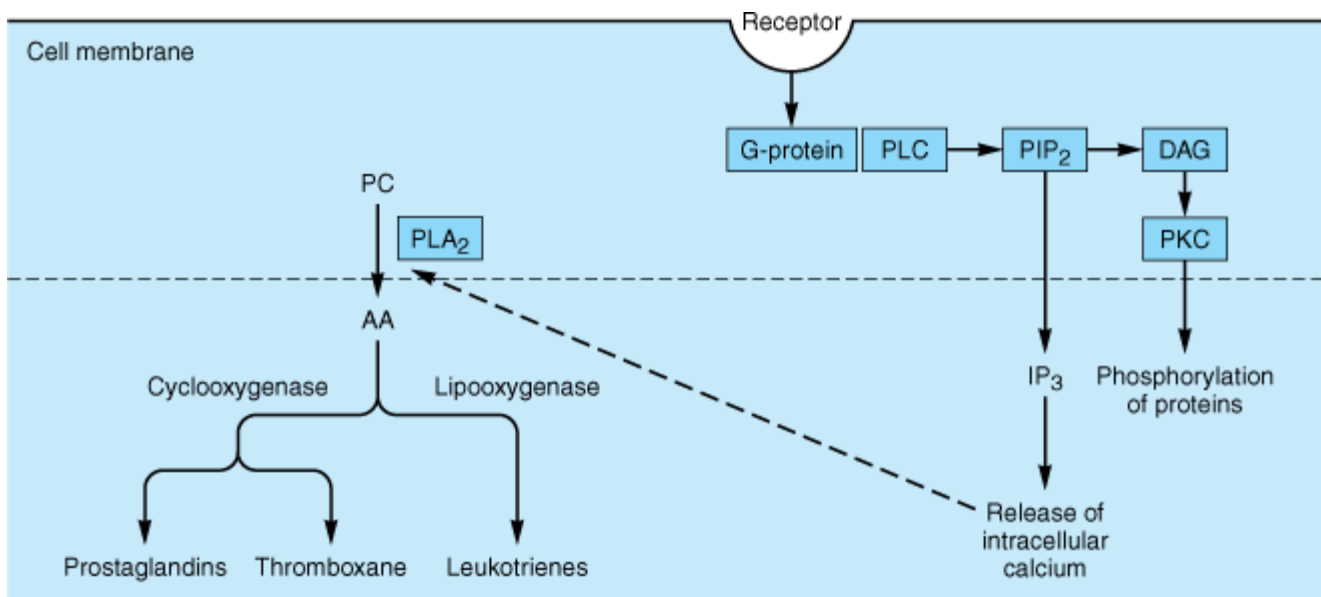 Receptor
Cell membrane
G-protein
PLC
PIP2
DAG
PC
PLA2
PKC
AA
Cyclooxygenase
Lipooxygenase
IP3
Phosphorylation
of proteins
Prostaglandins
Thromboxane
Leukotrienes
Release of
intracellular
calcium